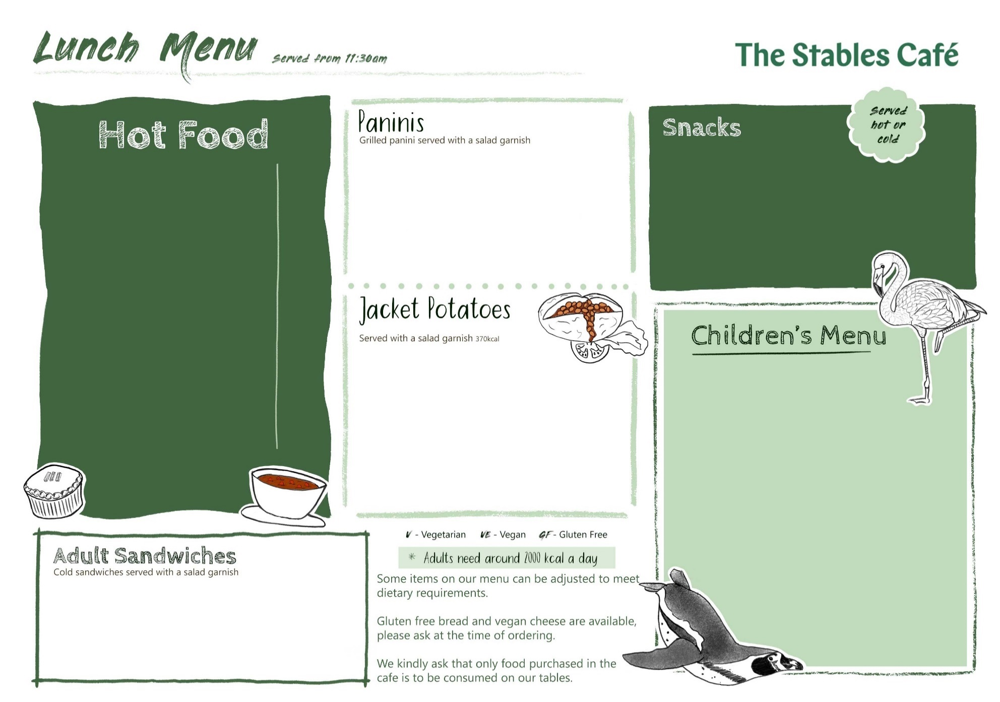 Lunch Menu Served from 11:30am
The Stables Café
Hot Food
Paninis
Grilled panini served with a salad garnish
Jacket Potatoes
Served with a salad garnish 370kcal
Snacks
Served
hot or
cold
Children's Menu
Adult Sandwiches
Cold sandwiches served with a salad garnish
V - Vegetarian VE - Vegan GF - Gluten Free
* Adults need around 2000 kcal a day
Some items on our menu can be adjusted to meet
dietary requirements.
Gluten free bread and vegan cheese are available,
please ask at the time of ordering.
We kindly ask that only food purchased in the
cafe is to be consumed on our tables.